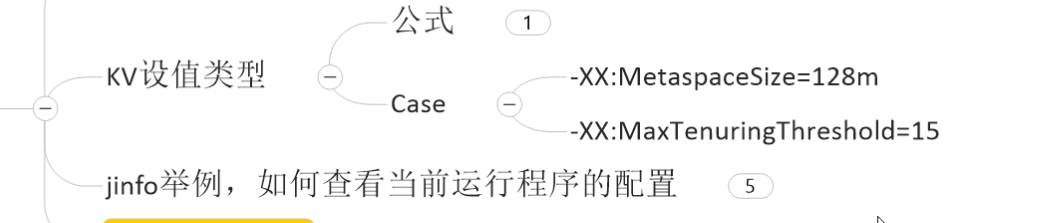 公式 1
KV设值类型
-XX:MetaspaceSize=128m
Case
-XX:MaxTenuringThreshold=15
jinfo举例，如何查看当前运行程序的配置 5